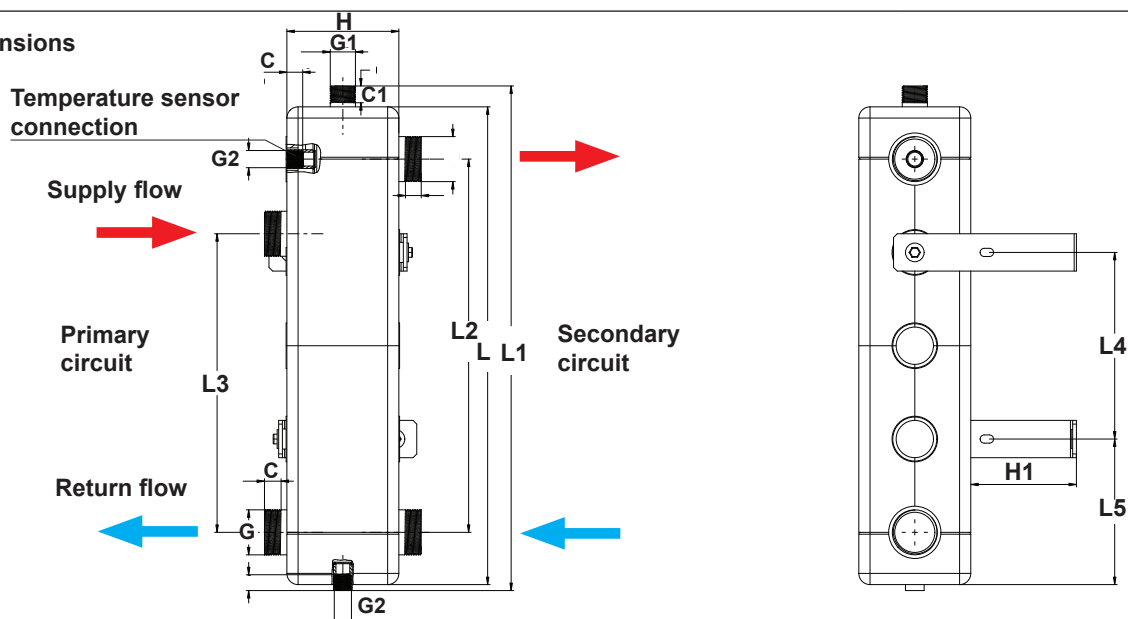 nsions
H
G1
C
C1
Temperature sensor
connection
G2
Supply flow
Primary
circuit
L2
L
L1
Secondary
circuit
L3
L4
C
Return flow
G
H1
L5
G2